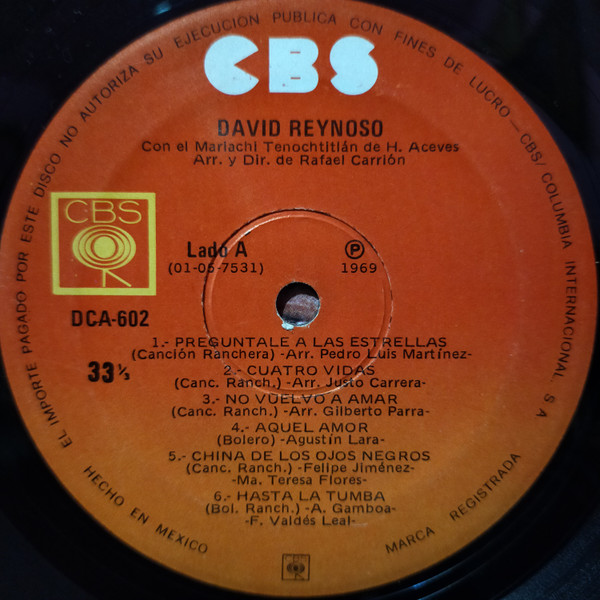 EL IMPORTE PAGADO POR ESTE DISCO NO AUTORIZA SU EJECUCION PUBLICA CON FINES DE LUCRO — CBS/COLUMBIA INTERNACIONAL, S A
CBS
DAVID REYNOSO
Con el Mariachi Tenochtitlán de H. Aceves
Arr. y Dir. de Rafael Carrión
CBS
Lado A
(01-05-7531)
P
1969
DCA-602
33 ⅓
1.- PREGUNTALE A LAS ESTRELLAS
(Canción Ranchera) -Arr. Pedro Luis Martínez-
2.- CUATRO VIDAS
(Canc. Ranch.) -Arr. Justo Carrera-
3.- NO VUELVO A AMAR
(Canc. Ranch.) -Arr. Gilberto Parra-
4.- AQUEL AMOR
(Bolero) -Agustín Lara-
5.- CHINA DE LOS OJOS NEGROS
(Canc. Ranch.) -Felipe Jiménez-
-Ma. Teresa Flores-
6.- HASTA LA TUMBA
(Bol. Ranch.) -A. Gamboa-
-F. Valdés Leal-
HECHO EN MEXICO
MARCA REGISTRADA